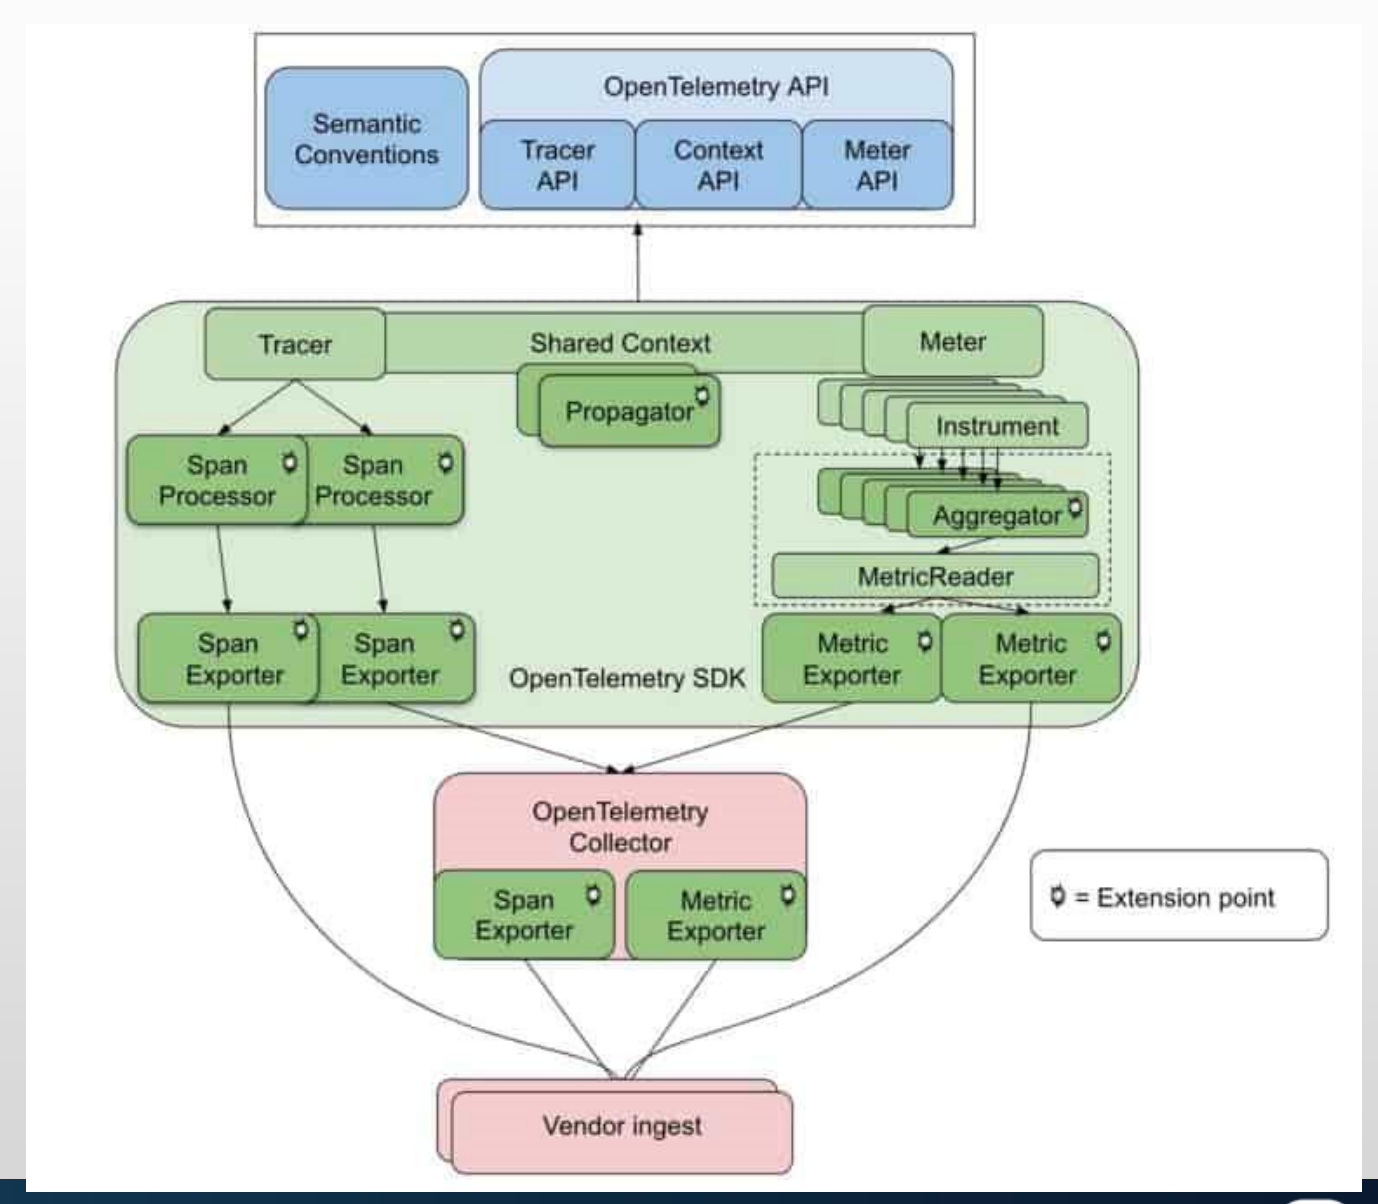 OpenTelemetry API
Semantic
Conventions
Tracer
API
Context
API
Meter
API
Tracer
Shared Context
Meter
Propagator
Instrument
Span
Processor
Span
Processor
Aggregator
MetricReader
Span
Exporter
Span
Exporter
OpenTelemetry SDK
Metric
Exporter
Metric
Exporter
OpenTelemetry
Collector
Span
Exporter
Metric
Exporter
= Extension point
Vendor ingest